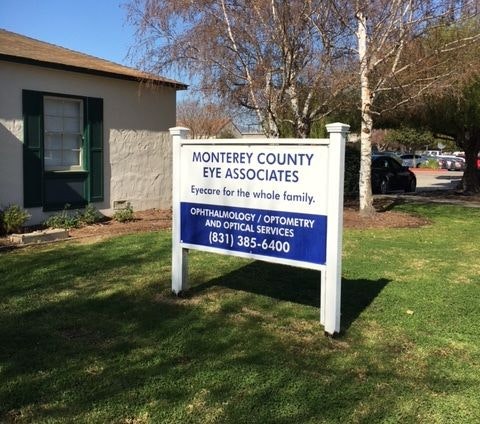 MONTEREY COUNTY
EYE ASSOCIATES
Eyecare for the whole family.
OPHTHALMOLOGY / OPTOMETRY
AND OPTICAL SERVICES
(831) 385-6400